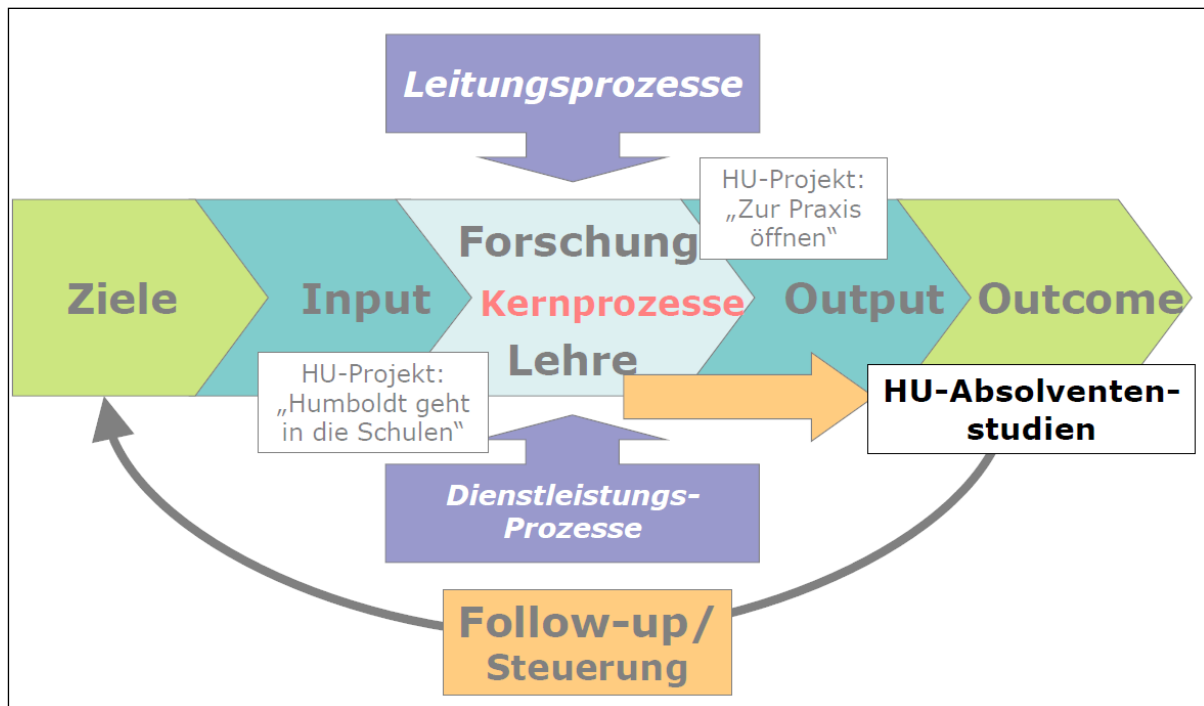 Leitungsprozesse
HU-Projekt:
„Zur Praxis
öffnen“
Forschung
Ziele
Input
Kernprozesse
Output
Outcome
Lehre
HU-Projekt:
„Humboldt geht
in die Schulen“
HU-Absolventen-
studien
Dienstleistungs-
Prozesse
Follow-up/
Steuerung